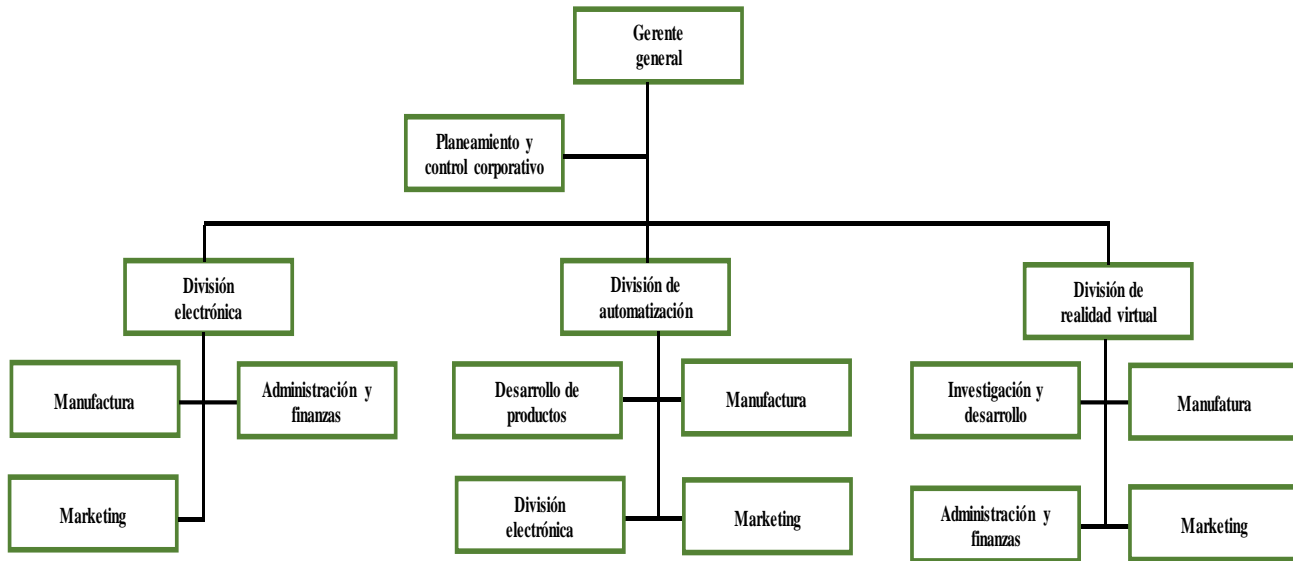 Gerente
general
Planeamiento y
control corporativo
División
electrónica
División de
automatización
División de
realidad virtual
Manufactura
Administración y
finanzas
Desarrollo de
productos
Manufactura
Investigación y
desarrollo
Manufatura
Marketing
División
electrónica
Marketing
Administración y
finanzas
Marketing